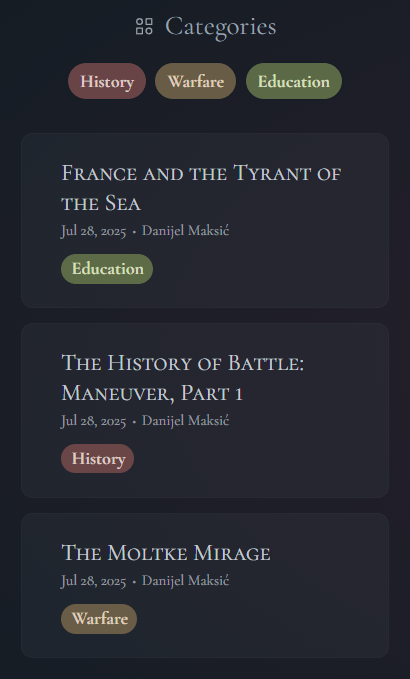 Categories
History Warfare Education
France and the Tyrant of
the Sea
Jul 28, 2025 • Danijel Maksić
Education
The History of Battle:
Maneuver, Part 1
Jul 28, 2025 • Danijel Maksić
History
The Moltke Mirage
Jul 28, 2025 • Danijel Maksić
Warfare